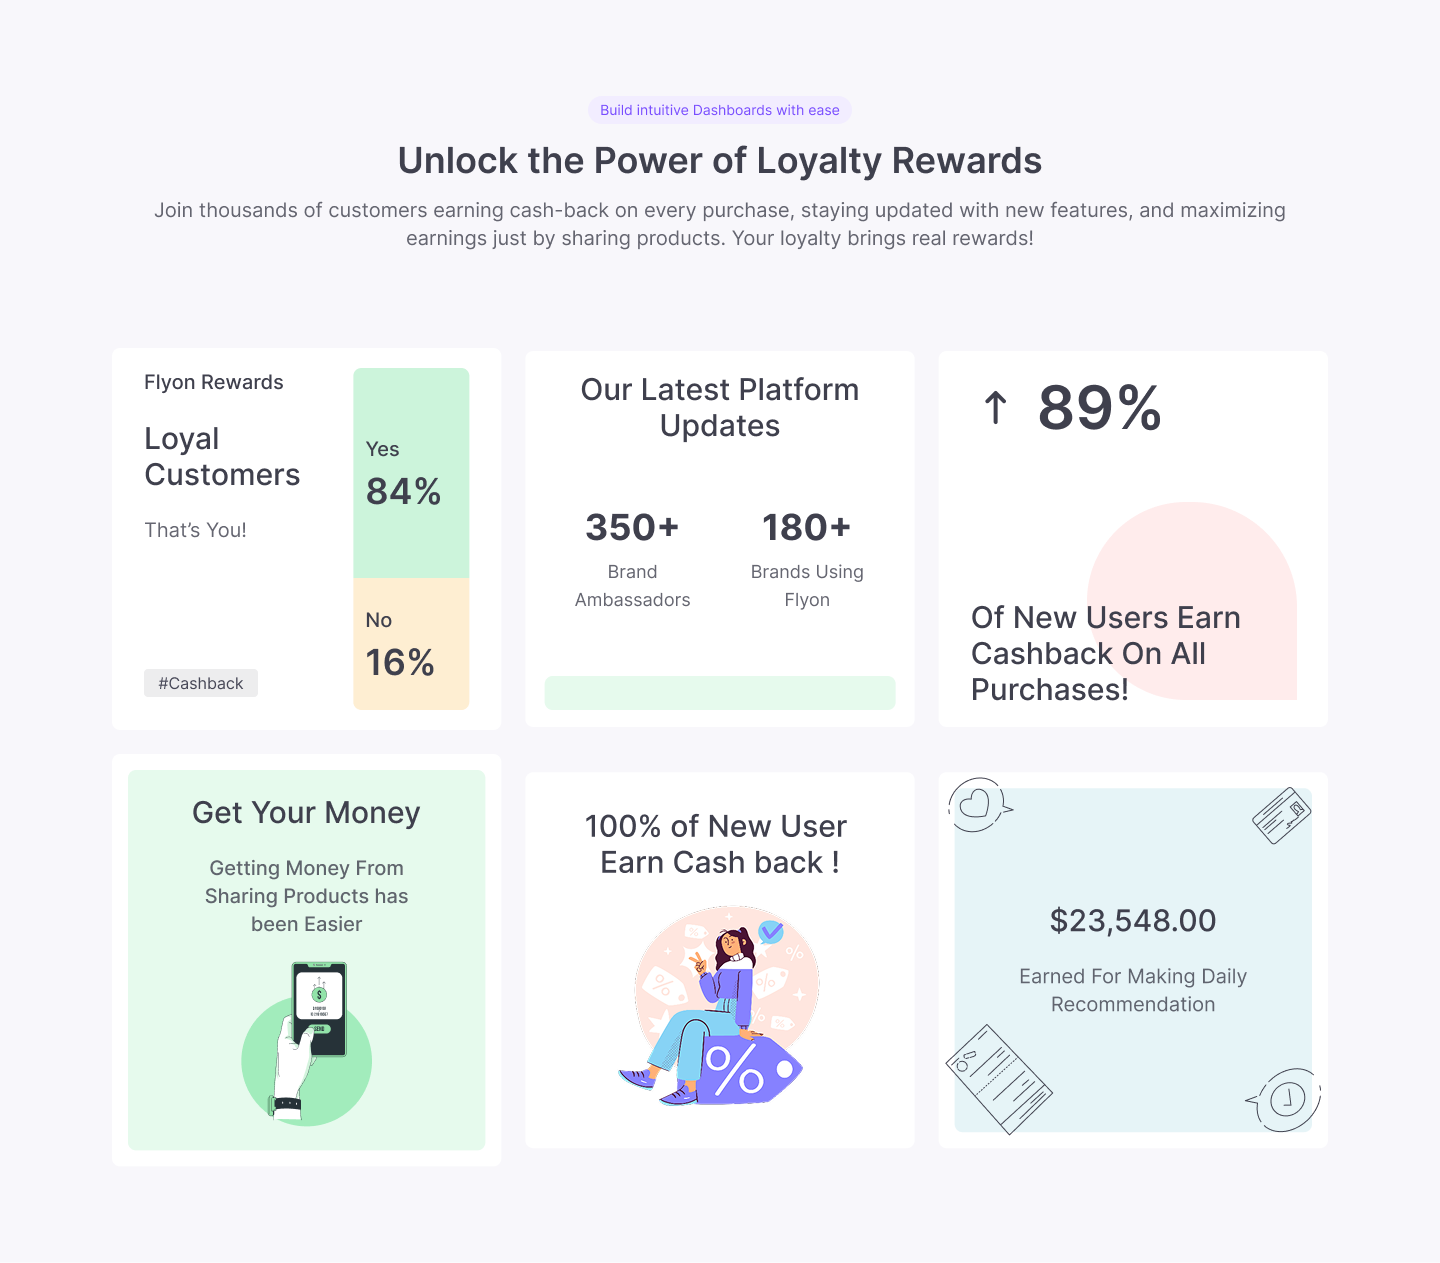 Build intuitive Dashboards with ease
Unlock the Power of Loyalty Rewards
Join thousands of customers earning cash-back on every purchase, staying updated with new features, and maximizing
earnings just by sharing products. Your loyalty brings real rewards!
Flyon Rewards
Loyal
Customers
That’s You!
#Cashback
Yes
84%
No
16%
Our Latest Platform
Updates
350+
Brand
Ambassadors
180+
Brands Using
Flyon
↑ 89%
Of New Users Earn
Cashback On All
Purchases!
Get Your Money
Getting Money From
Sharing Products has
been Easier
$
SEND
100% of New User
Earn Cash back !
%
$23,548.00
Earned For Making Daily
Recommendation